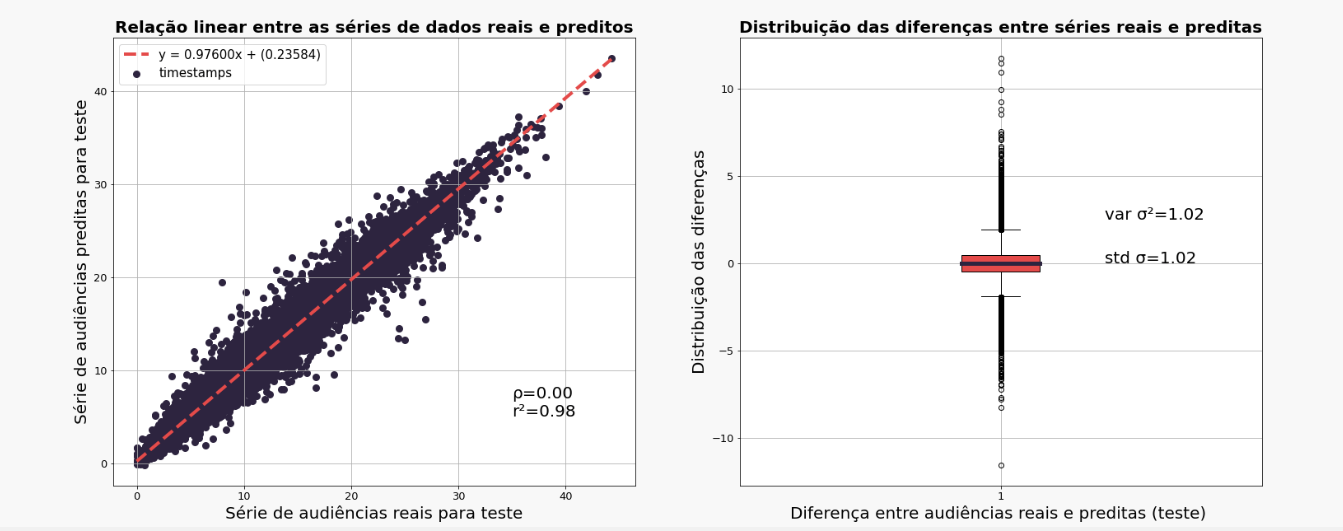 Relação linear entre as séries de dados reais e preditos
y = 0.97600x + (0.23584)
timestamps
Série de audiências preditas para teste
40
30
20
10
0
ρ=0.00
r²=0.98
0 10 20 30 40
Série de audiências reais para teste
Distribuição das diferenças entre séries reais e preditas
Distribuição das diferenças
10
5
0
−5
−10
var σ²=1.02
std σ=1.02
1
Diferença entre audiências reais e preditas (teste)